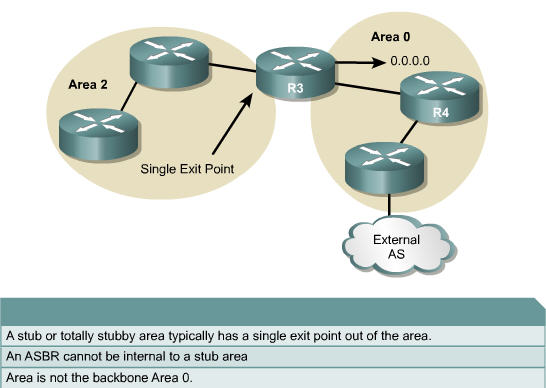 Area 0
0.0.0.0
Area 2
R3
R4
Single Exit Point
External
AS
A stub or totally stubby area typically has a single exit point out of the area.
An ASBR cannot be internal to a stub area
Area is not the backbone Area 0.